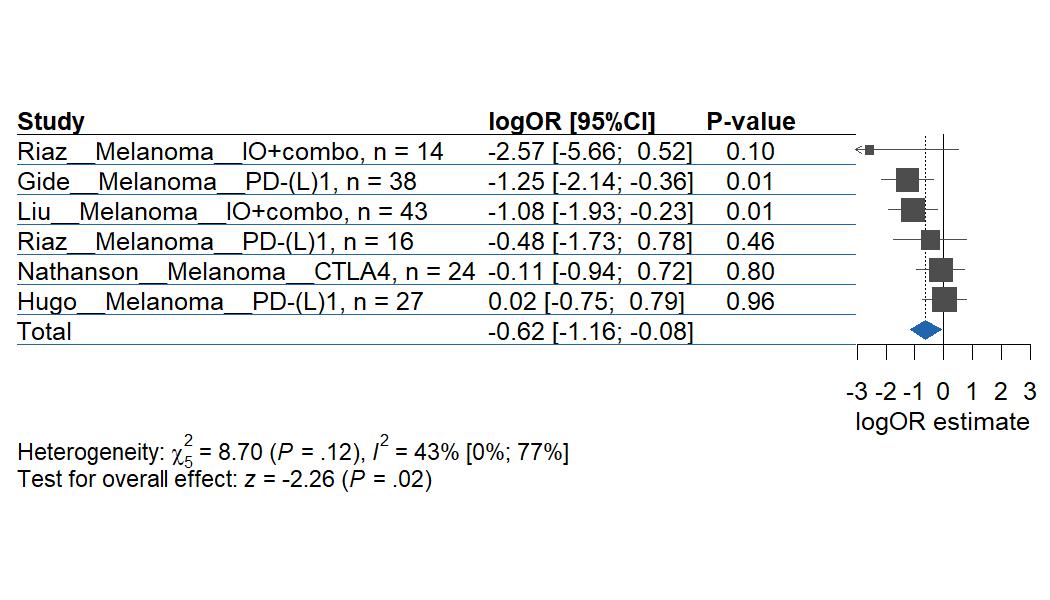 Study logOR [95%CI] P-value
Riaz__Melanoma__IO+combo, n = 14 -2.57 [-5.66; 0.52] 0.10
Gide__Melanoma__PD-(L)1, n = 38 -1.25 [-2.14; -0.36] 0.01
Liu__Melanoma__IO+combo, n = 43 -1.08 [-1.93; -0.23] 0.01
Riaz__Melanoma__PD-(L)1, n = 16 -0.48 [-1.73; 0.78] 0.46
Nathanson__Melanoma__CTLA4, n = 24 -0.11 [-0.94; 0.72] 0.80
Hugo__Melanoma__PD-(L)1, n = 27 0.02 [-0.75; 0.79] 0.96
Total -0.62 [-1.16; -0.08]
-3 -2 -1 0 1 2 3
logOR estimate
Heterogeneity: χ²₅ = 8.70 (P = .12), I² = 43% [0%; 77%]
Test for overall effect: z = -2.26 (P = .02)